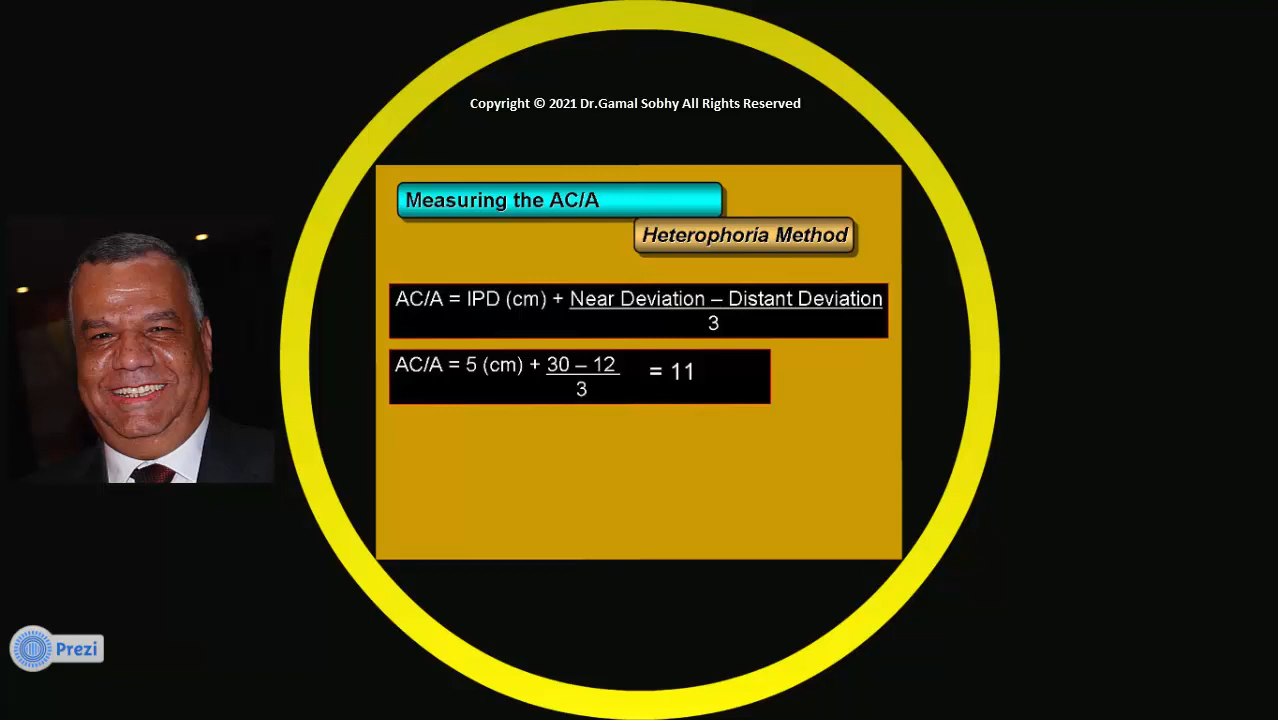 Copyright © 2021 Dr.Gamal Sobhy All Rights Reserved
Measuring the AC/A
Heterophoria Method
AC/A = IPD (cm) + Near Deviation – Distant Deviation
3
AC/A = 5 (cm) + 30 – 12 = 11
3
Prezi